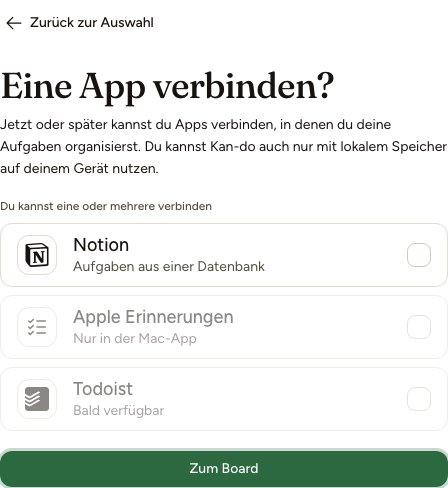 Zurück zur Auswahl
Eine App verbinden?
Jetzt oder später kannst du Apps verbinden, in denen du deine
Aufgaben organisierst. Du kannst Kan-do auch nur mit lokalem Speicher
auf deinem Gerät nutzen.
Du kannst eine oder mehrere verbinden
Notion
Aufgaben aus einer Datenbank
Apple Erinnerungen
Nur in der Mac-App
Todoist
Bald verfügbar
Zum Board